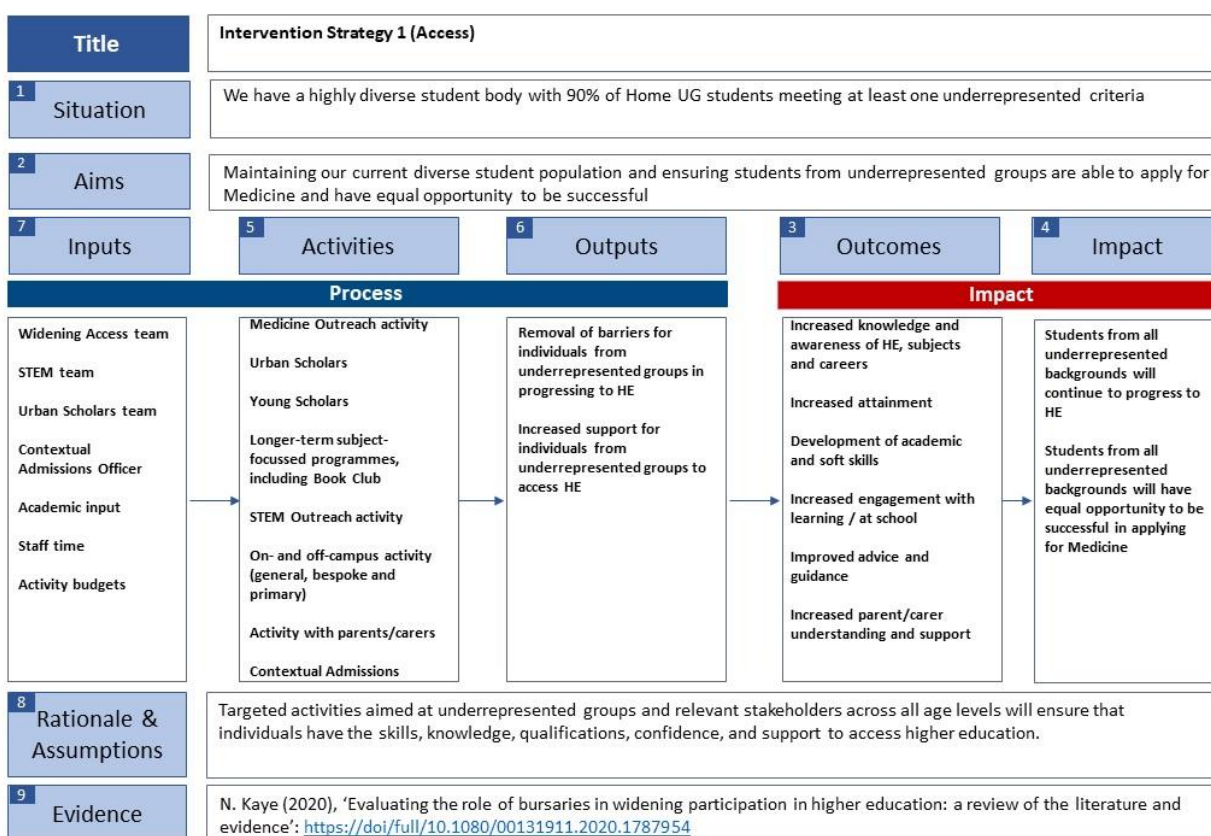 Title
Intervention Strategy 1 (Access)
1
Situation
We have a highly diverse student body with 90% of Home UG students meeting at least one underrepresented criteria
2
Aims
Maintaining our current diverse student population and ensuring students from underrepresented groups are able to apply for
Medicine and have equal opportunity to be successful
7
Inputs
5
Activities
6
Outputs
3
Outcomes
4
Impact
Process
Impact
Widening Access team
STEM team
Urban Scholars team
Contextual
Admissions Officer
Academic input
Staff time
Activity budgets
Medicine Outreach activity
Urban Scholars
Young Scholars
Longer-term subject-
focussed programmes,
including Book Club
STEM Outreach activity
On- and off-campus activity
(general, bespoke and
primary)
Activity with parents/carers
Contextual Admissions
Removal of barriers for
individuals from
underrepresented groups in
progressing to HE
Increased support for
individuals from
underrepresented groups to
access HE
Increased knowledge and
awareness of HE, subjects
and careers
Increased attainment
Development of academic
and soft skills
Increased engagement with
learning / at school
Improved advice and
guidance
Increased parent/carer
understanding and support
Students from all
underrepresented
backgrounds will
continue to progress to
HE
Students from all
underrepresented
backgrounds will have
equal opportunity to be
successful in applying
for Medicine
8
Rationale &
Assumptions
Targeted activities aimed at underrepresented groups and relevant stakeholders across all age levels will ensure that
individuals have the skills, knowledge, qualifications, confidence, and support to access higher education.
9
Evidence
N. Kaye (2020), ‘Evaluating the role of bursaries in widening participation in higher education: a review of the literature and
evidence’: https://doi/full/10.1080/00131911.2020.1787954